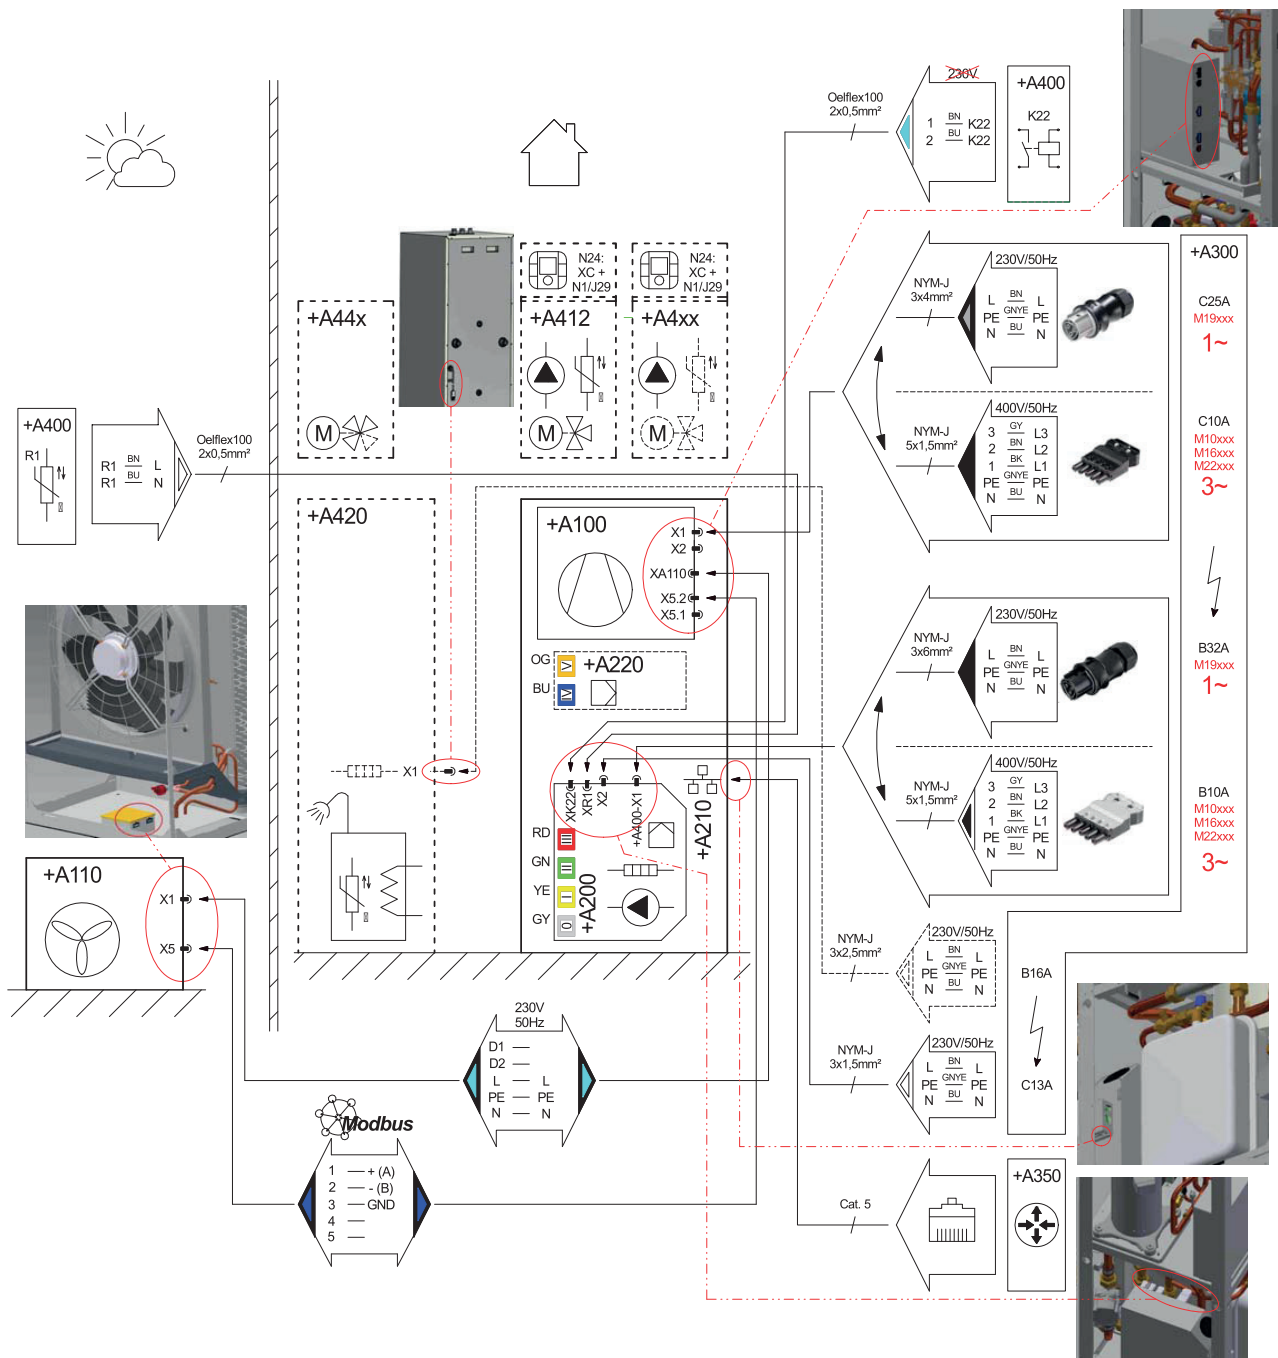 230V
Oelflex100
2x0,5mm²
1 BN K22
2 BU K22
+A400
K22
+A300
230V/50Hz
NYM-J
3x4mm²
L BN L
PE GNYE PE
N BU N
C25A
M19xxx
1~
400V/50Hz
NYM-J
5x1,5mm²
3 GY L3
2 BN L2
1 BK L1
PE GNYE PE
N BU N
C10A
M10xxx
M16xxx
M22xxx
3~
N24:
XC +
N1/J29
N24:
XC +
N1/J29
+A44x
M
+A412
M
+A4xx
M
+A400
R1
R1 BN L
R1 BU N
Oelflex100
2x0,5mm²
+A420
X1
+A100
X1
X2
XA110
X5.2
X5.1
OG V
BU IV
+A220
XK22
XR1
X2
+A400-X1
+A210
RD III
GN II
YE I
GY 0
+A200
230V/50Hz
NYM-J
3x6mm²
L BN L
PE GNYE PE
N BU N
B32A
M19xxx
1~
400V/50Hz
NYM-J
5x1,5mm²
3 GY L3
2 BN L2
1 BK L1
PE GNYE PE
N BU N
B10A
M10xxx
M16xxx
M22xxx
3~
+A110
X1
X5
230V/50Hz
NYM-J
3x2,5mm²
L BN L
PE GNYE PE
N BU N
B16A
230V/50Hz
NYM-J
3x1,5mm²
L BN L
PE GNYE PE
N BU N
C13A
230V
50Hz
D1
D2
L L
PE PE
N N
Modbus
1 + (A)
2 - (B)
3 GND
4
5
Cat. 5
+A350